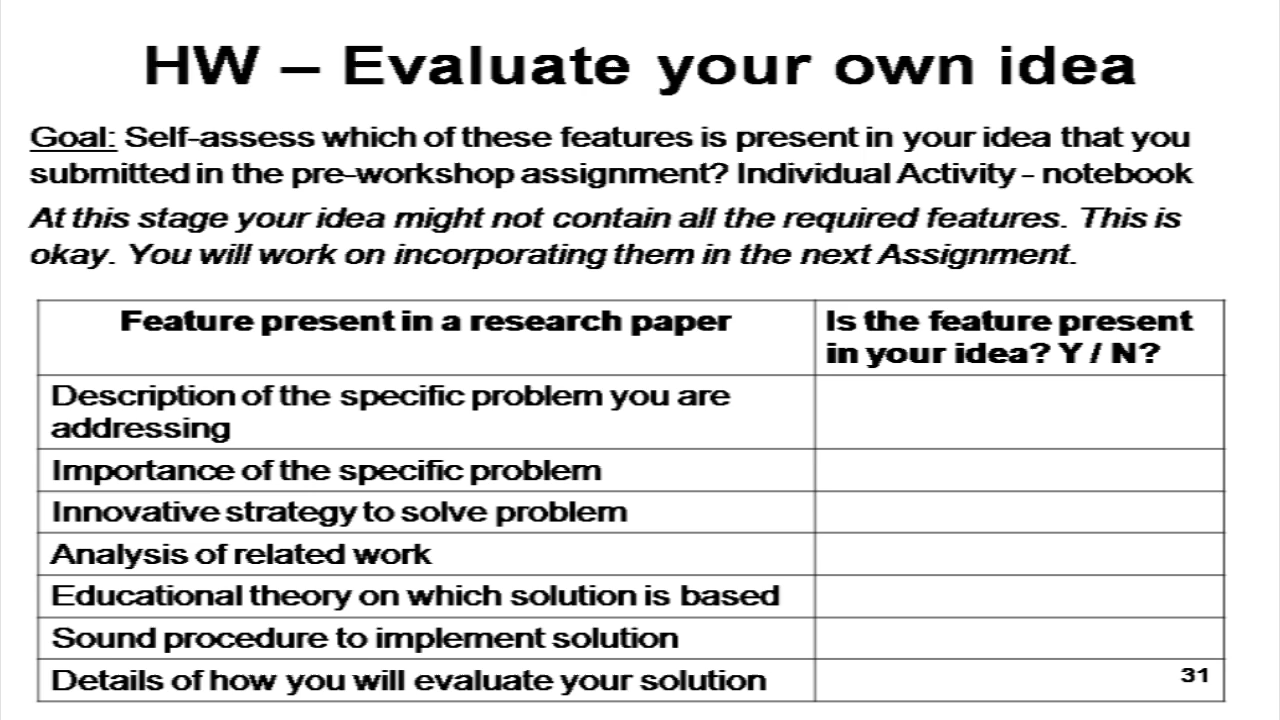 HW – Evaluate your own idea
Goal: Self-assess which of these features is present in your idea that you
submitted in the pre-workshop assignment? Individual Activity - notebook
At this stage your idea might not contain all the required features. This is
okay. You will work on incorporating them in the next Assignment.
Feature present in a research paper
Is the feature present
in your idea? Y / N?
Description of the specific problem you are
addressing
Importance of the specific problem
Innovative strategy to solve problem
Analysis of related work
Educational theory on which solution is based
Sound procedure to implement solution
Details of how you will evaluate your solution
31